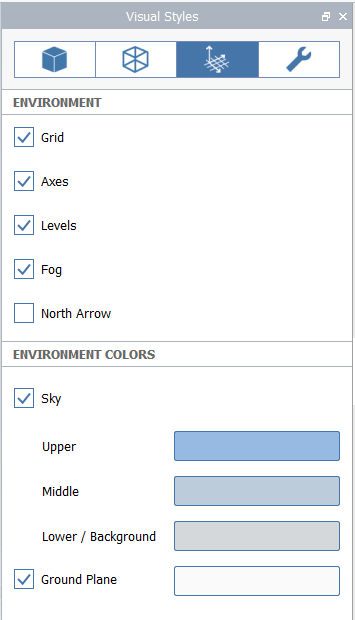 Visual Styles
ENVIRONMENT
Grid
Axes
Levels
Fog
North Arrow
ENVIRONMENT COLORS
Sky
Upper
Middle
Lower / Background
Ground Plane